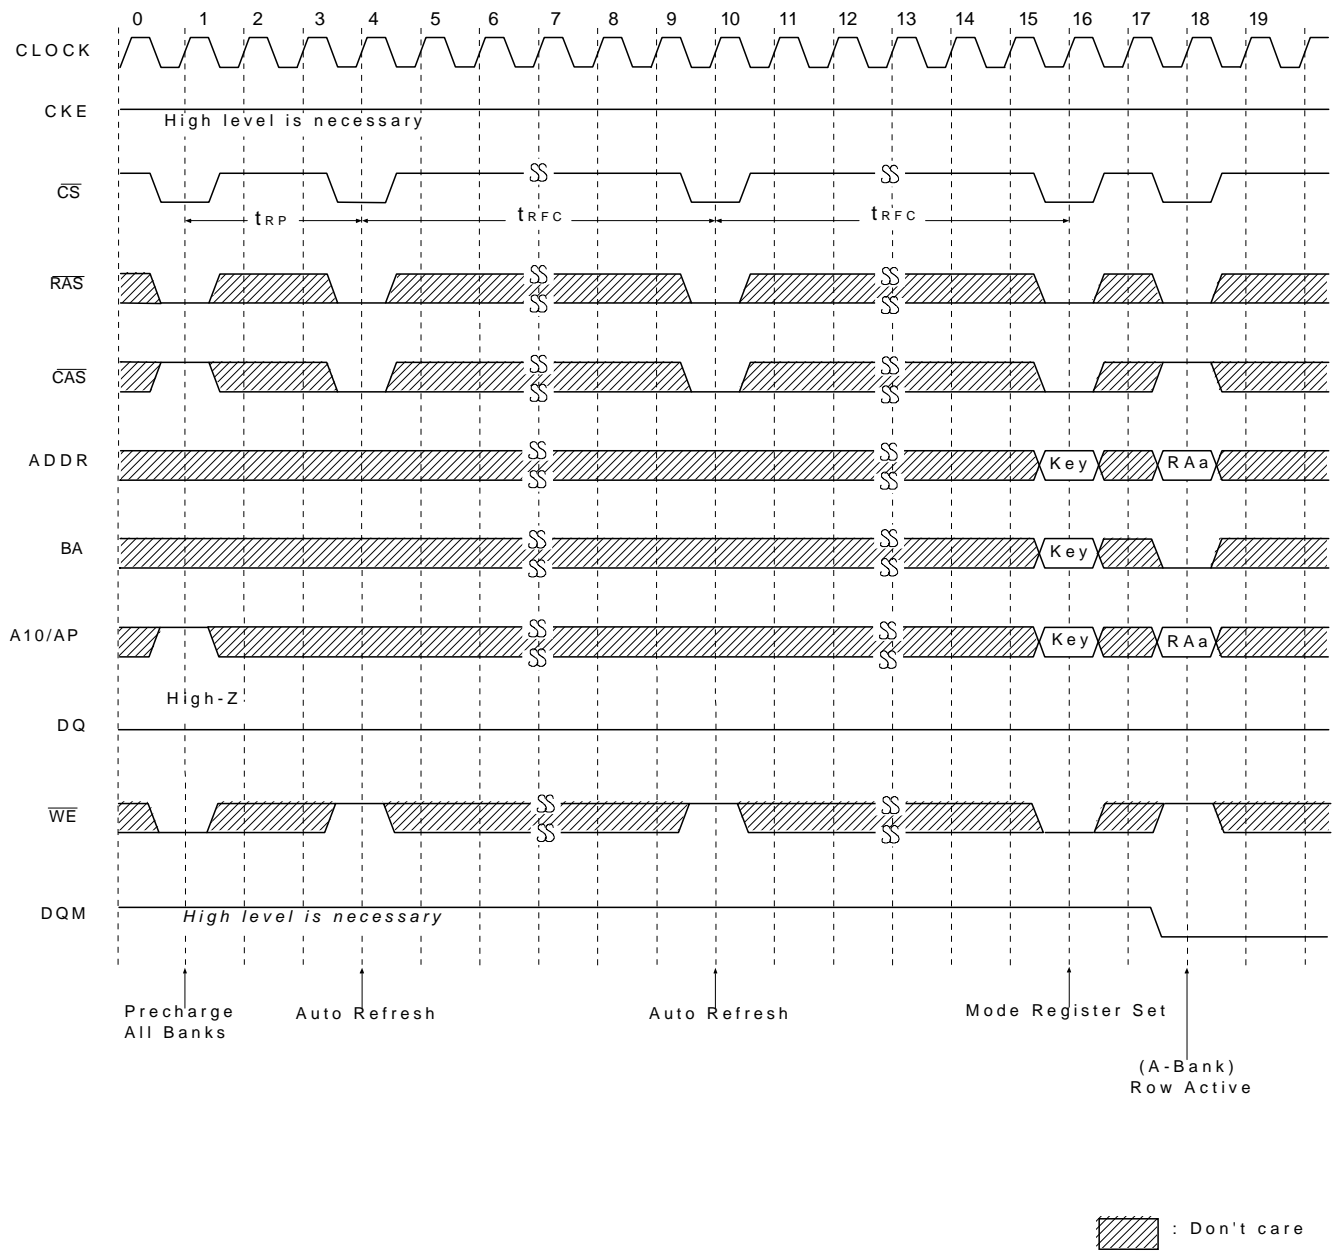 0 1 2 3 4 5 6 7 8 9 10 11 12 13 14 15 16 17 18 19
CLOCK
CKE
High level is necessary
CS
tRP tRFC tRFC
RAS
CAS
ADDR Key RAa
BA Key
A10/AP Key RAa
High-Z
DQ
WE
DQM
High level is necessary
Precharge
All Banks
Auto Refresh
Auto Refresh
Mode Register Set
(A-Bank)
Row Active
: Don't care